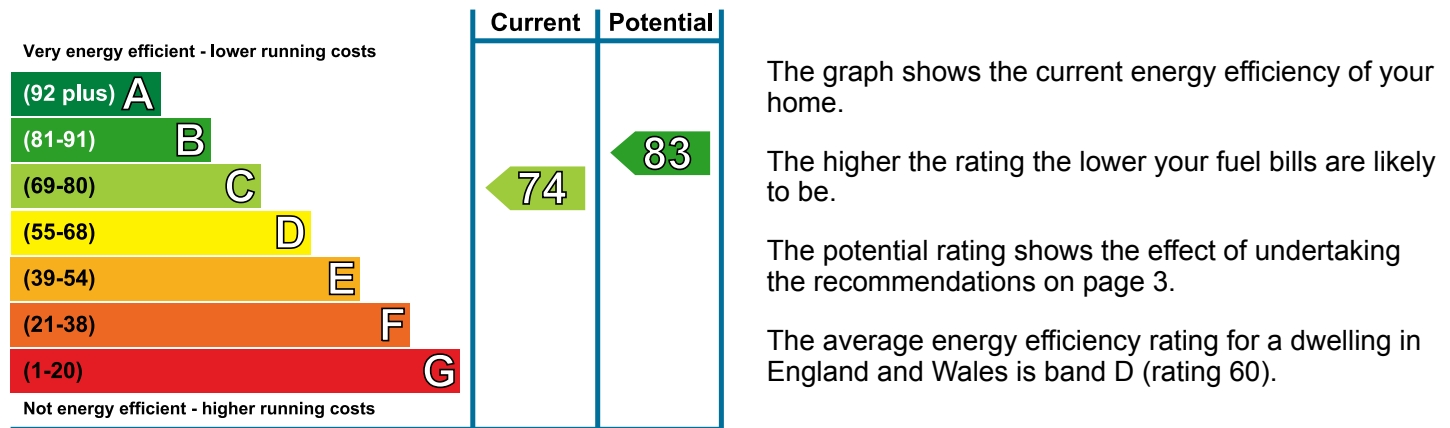 Current Potential
Very energy efficient - lower running costs
(92 plus) A
(81-91) B
(69-80) C
(55-68) D
(39-54) E
(21-38) F
(1-20) G
Not energy efficient - higher running costs
74
83
The graph shows the current energy efficiency of your
home.
The higher the rating the lower your fuel bills are likely
to be.
The potential rating shows the effect of undertaking
the recommendations on page 3.
The average energy efficiency rating for a dwelling in
England and Wales is band D (rating 60).